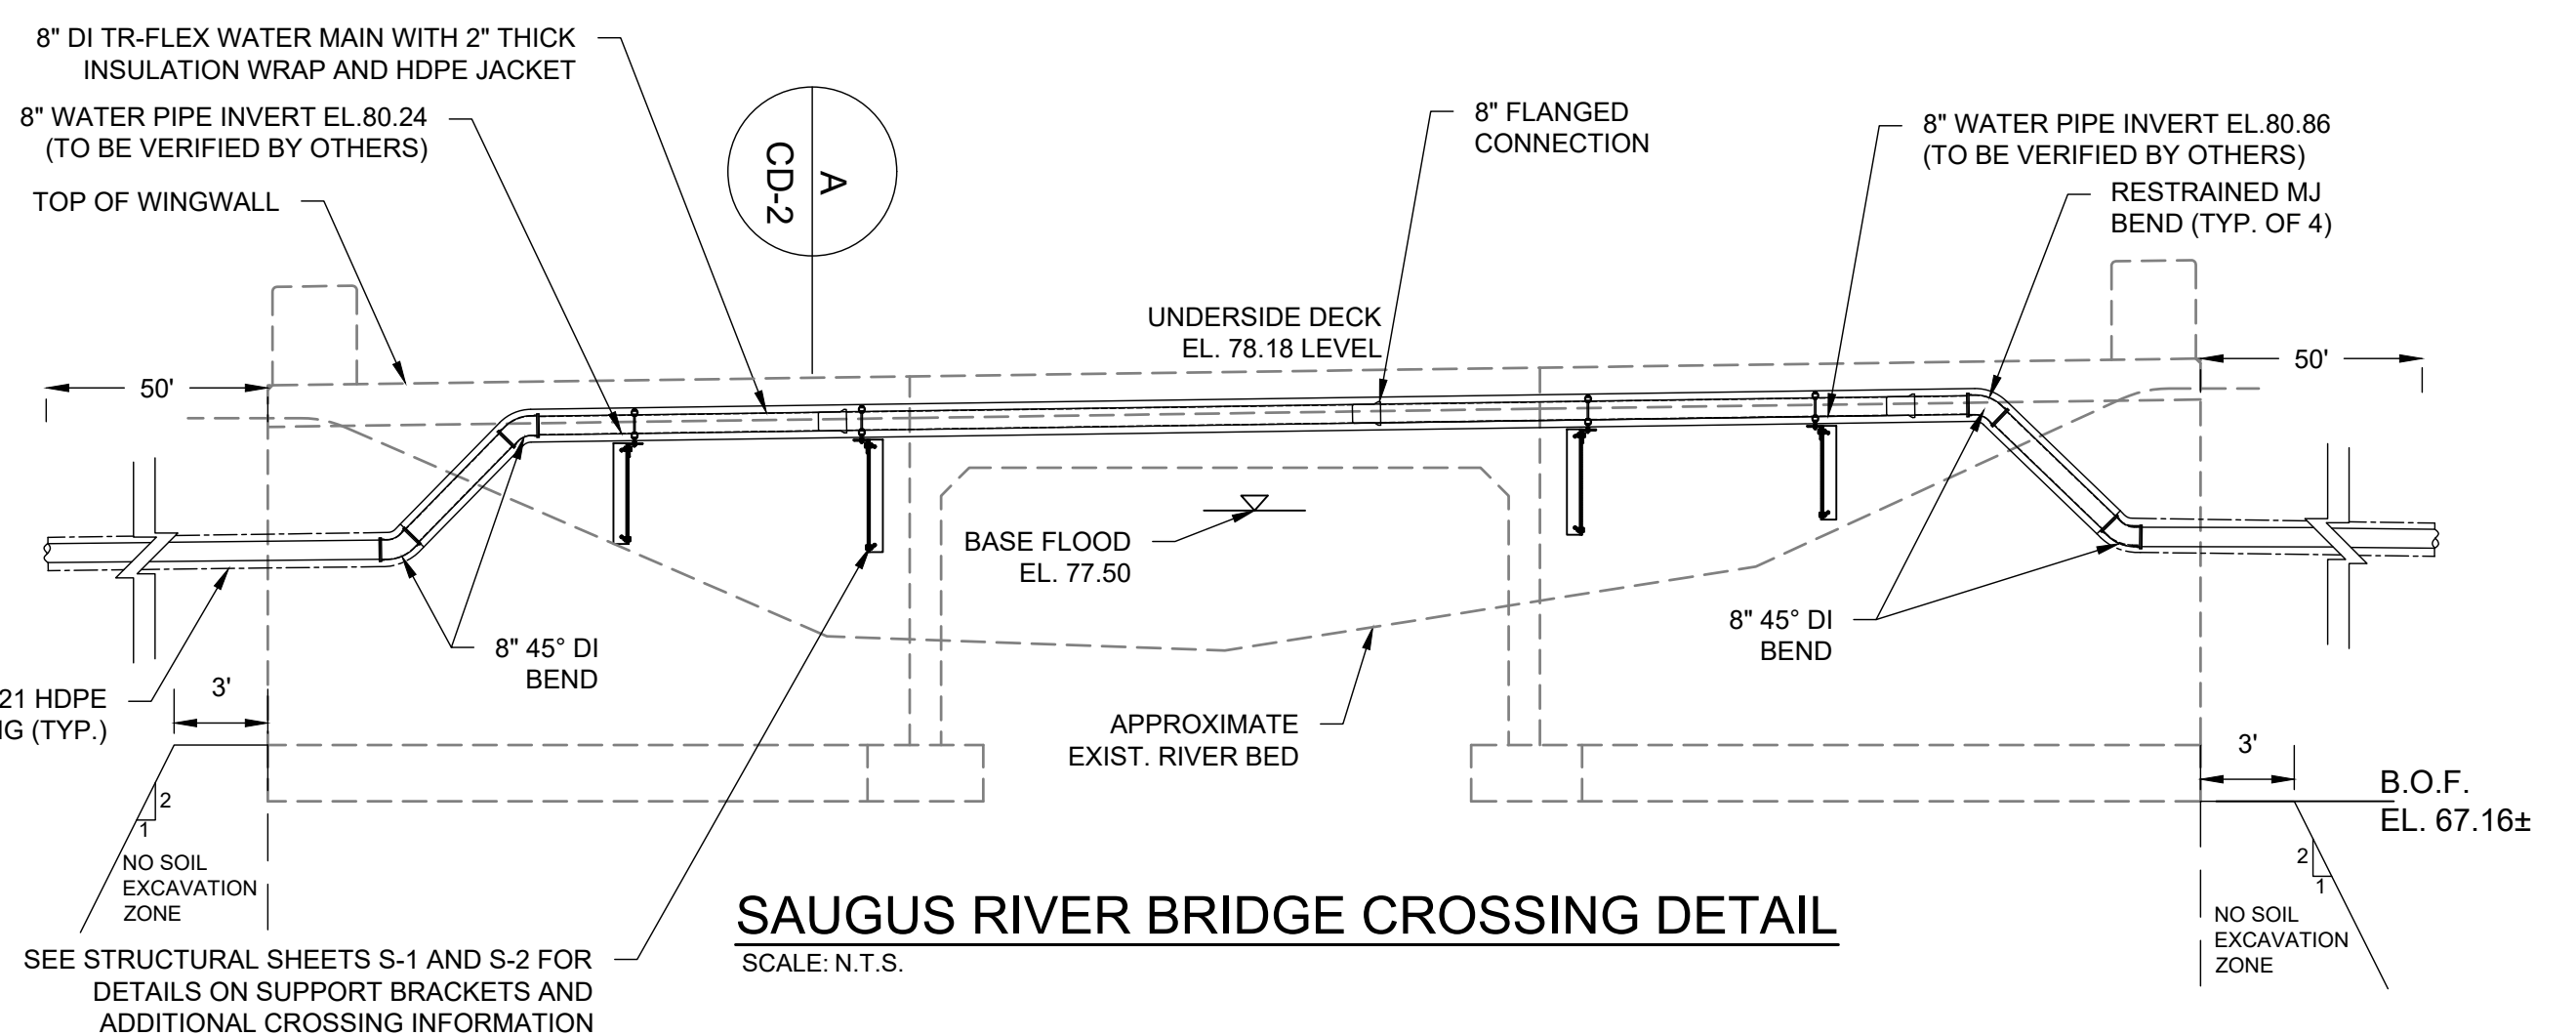 8" DI TR-FLEX WATER MAIN WITH 2" THICK
INSULATION WRAP AND HDPE JACKET
8" WATER PIPE INVERT EL.80.24
(TO BE VERIFIED BY OTHERS)
TOP OF WINGWALL
A
CD-2
8" FLANGED
CONNECTION
8" WATER PIPE INVERT EL.80.86
(TO BE VERIFIED BY OTHERS)
RESTRAINED MJ
BEND (TYP. OF 4)
UNDERSIDE DECK
EL. 78.18 LEVEL
50'
50'
BASE FLOOD
EL. 77.50
8" 45° DI
BEND
8" 45° DI
BEND
21 HDPE
NG (TYP.)
3'
APPROXIMATE
EXIST. RIVER BED
3'
B.O.F.
EL. 67.16±
2
1
NO SOIL
EXCAVATION
ZONE
2
1
NO SOIL
EXCAVATION
ZONE
SAUGUS RIVER BRIDGE CROSSING DETAIL
SCALE: N.T.S.
SEE STRUCTURAL SHEETS S-1 AND S-2 FOR
DETAILS ON SUPPORT BRACKETS AND
ADDITIONAL CROSSING INFORMATION